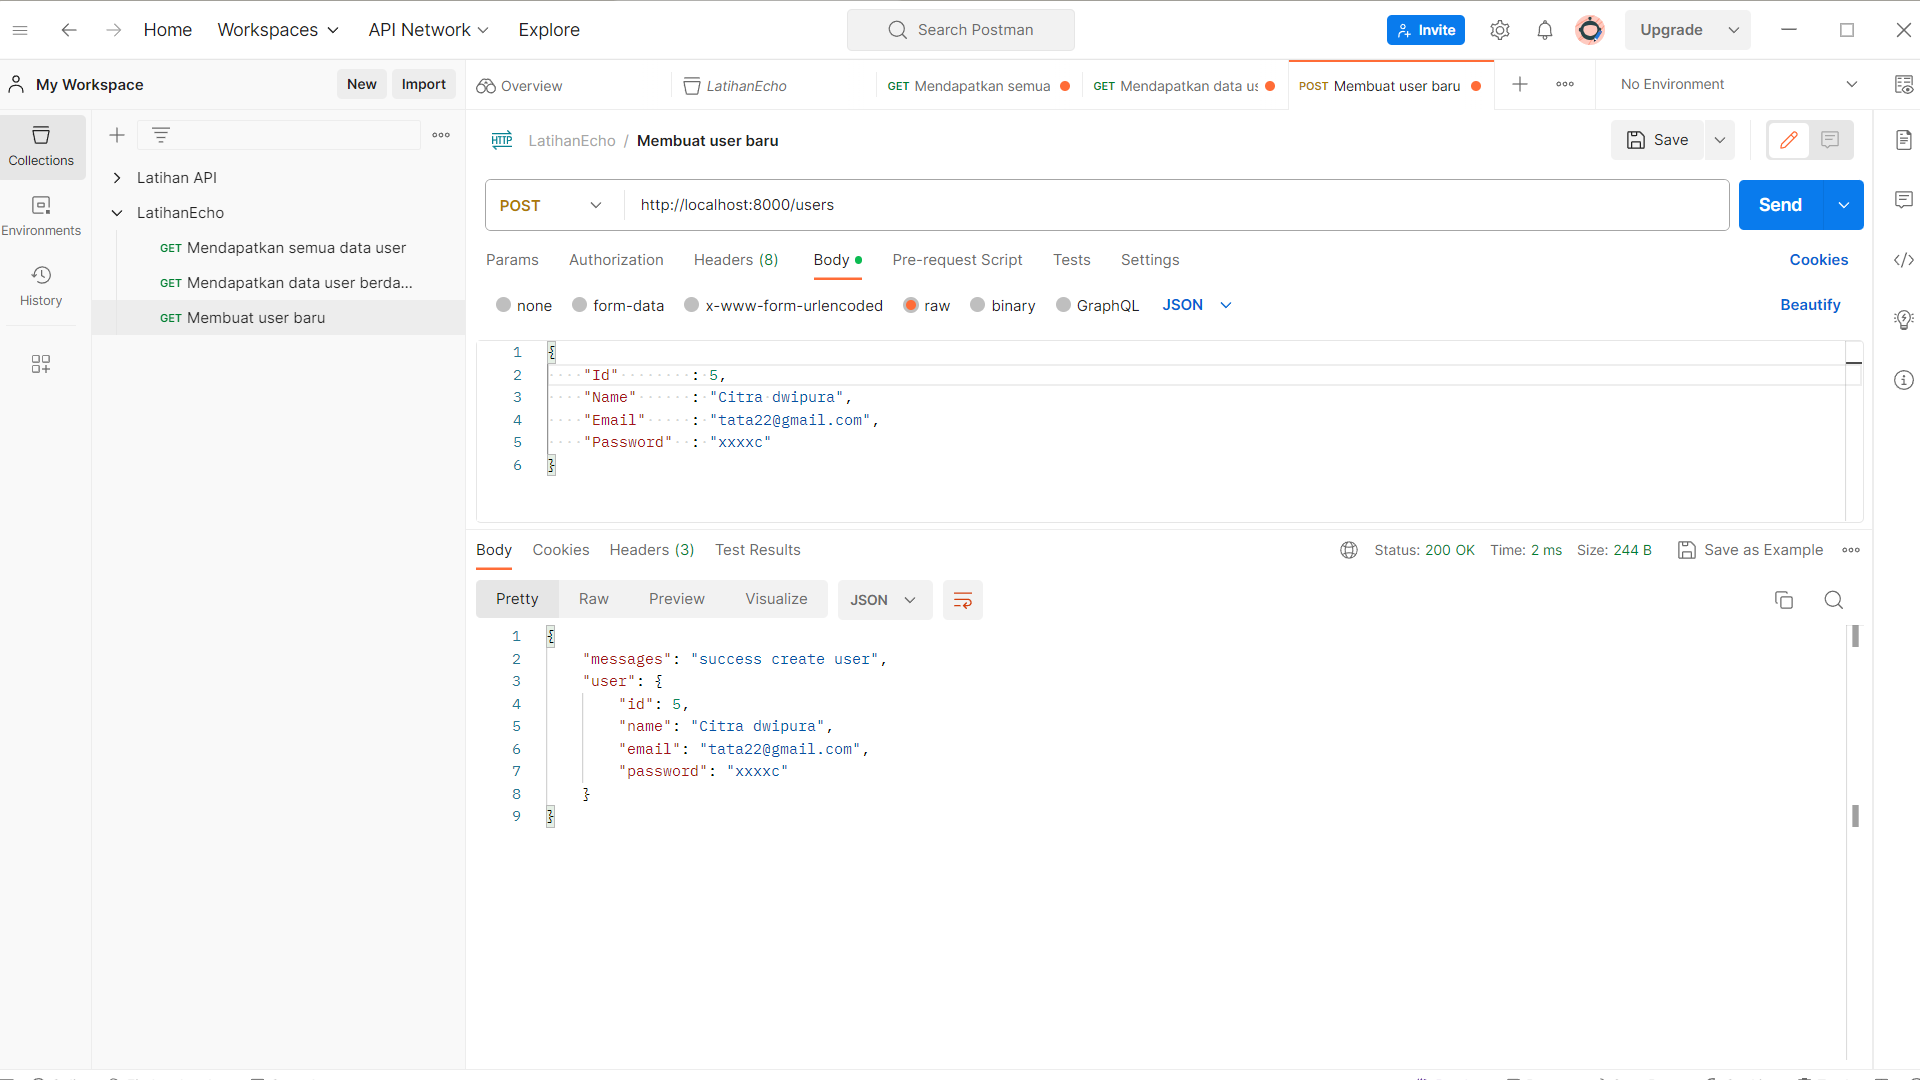 Home Workspaces API Network Explore Search Postman Invite Upgrade
My Workspace New Import Overview LatihanEcho GET Mendapatkan semua GET Mendapatkan data us POST Membuat user baru No Environment
Collections
Environments
History
Latihan API
LatihanEcho
GET Mendapatkan semua data user
GET Mendapatkan data user berda...
GET Membuat user baru
HTTP LatihanEcho / Membuat user baru Save
POST http://localhost:8000/users Send
Params Authorization Headers (8) Body Pre-request Script Tests Settings Cookies
none form-data x-www-form-urlencoded raw binary GraphQL JSON Beautify
1 {
2 "Id" : 5,
3 "Name" : "Citra dwipura",
4 "Email" : "tata22@gmail.com",
5 "Password" : "xxxxc"
6 }
Body Cookies Headers (3) Test Results Status: 200 OK Time: 2 ms Size: 244 B Save as Example
Pretty Raw Preview Visualize JSON
1 {
2 "messages": "success create user",
3 "user": {
4 "id": 5,
5 "name": "Citra dwipura",
6 "email": "tata22@gmail.com",
7 "password": "xxxxc"
8 }
9 }